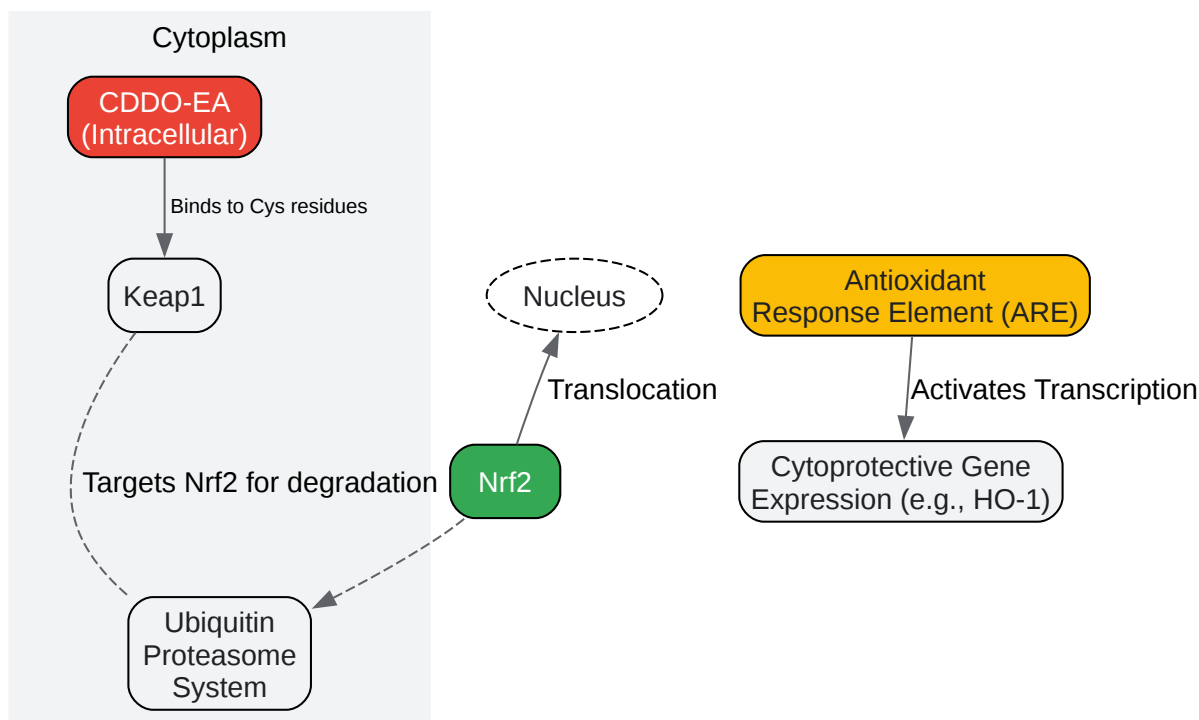 Cytoplasm
CDDO-EA
(Intracellular)
Binds to Cys residues
Keap1
Nucleus
Antioxidant
Response Element (ARE)
Translocation
Activates Transcription
Targets Nrf2 for degradation
Nrf2
Cytoprotective Gene
Expression (e.g., HO-1)
Ubiquitin
Proteasome
System